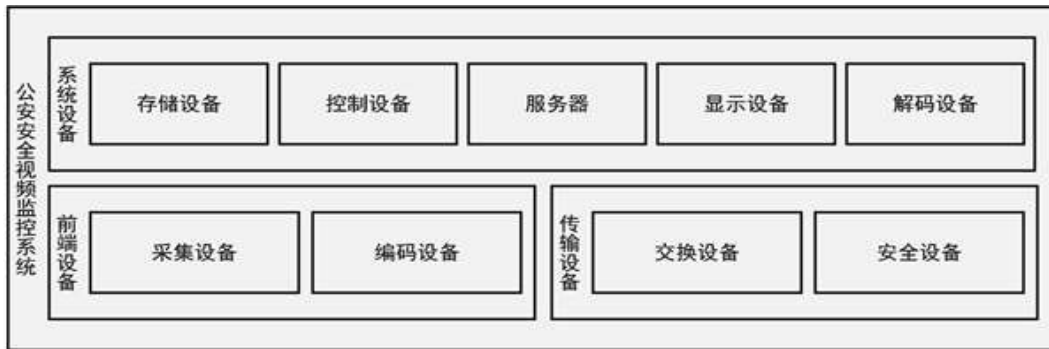 公安安全视频监控系统
系统设备
存储设备
控制设备
服务器
显示设备
解码设备
前端设备
采集设备
编码设备
传输设备
交换设备
安全设备